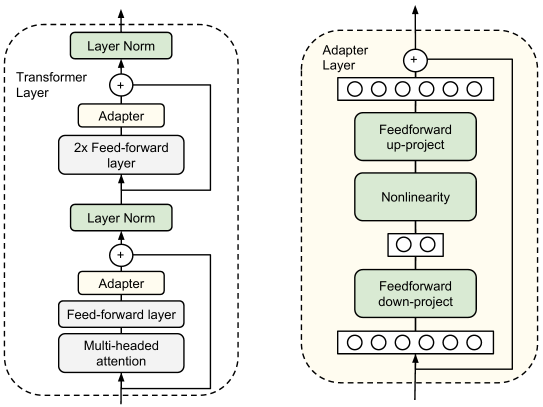 Layer Norm
Transformer
Layer
+
Adapter
2x Feed-forward
layer
Layer Norm
+
Adapter
Feed-forward layer
Multi-headed
attention
Adapter
Layer
+
Feedforward
up-project
Nonlinearity
Feedforward
down-project